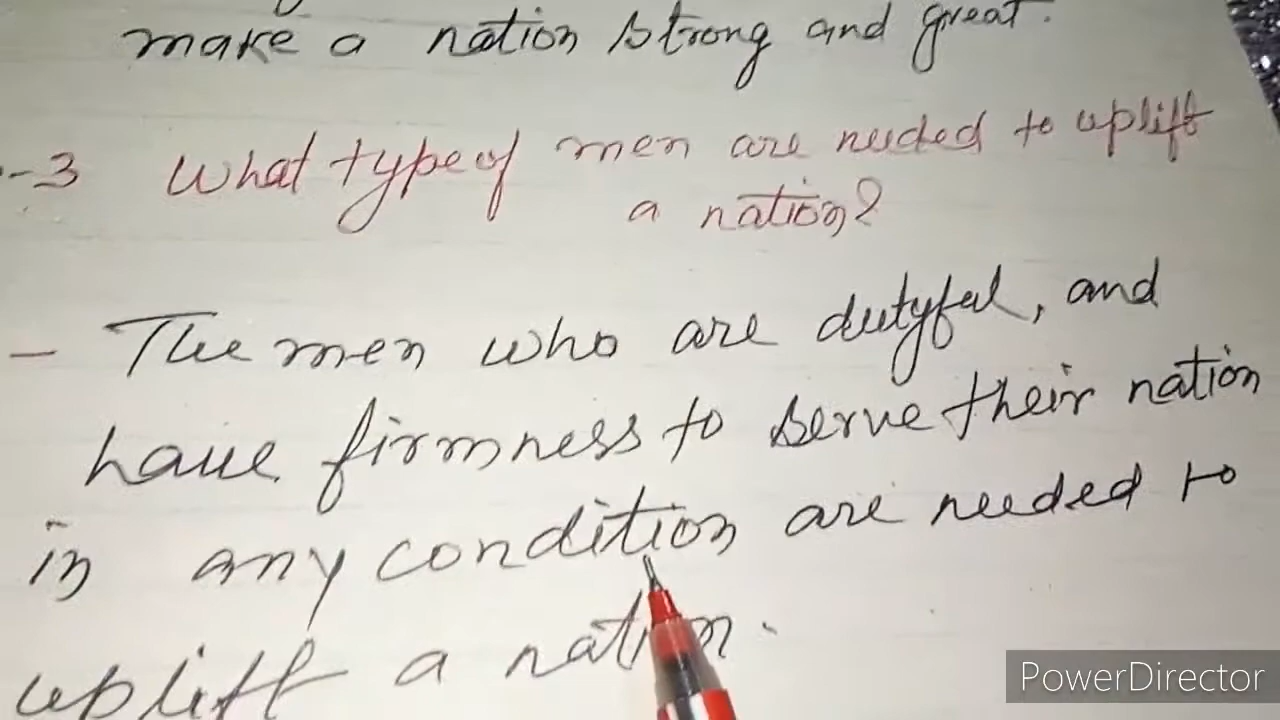 make a nation strong and great.
-3 What type of men are needed to uplift
a nation?
- The men who are dutyful, and
have firmness to serve their nation
in any condition are needed to
uplift a nation.
PowerDirector